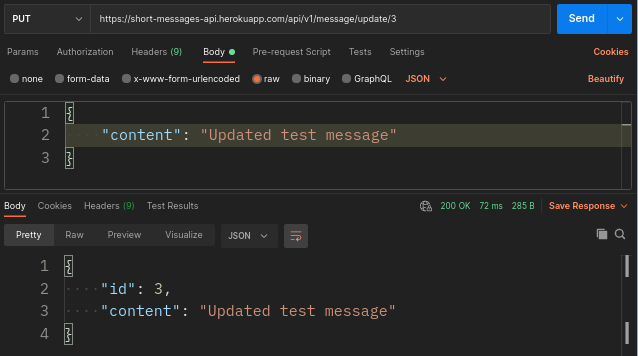 PUT https://short-messages-api.herokuapp.com/api/v1/message/update/3 Send
Params Authorization Headers (9) Body Pre-request Script Tests Settings Cookies
none form-data x-www-form-urlencoded raw binary GraphQL JSON Beautify
1 {
2 "content": "Updated test message"
3 }
Body Cookies Headers (9) Test Results 200 OK 72 ms 285 B Save Response
Pretty Raw Preview Visualize JSON
1 {
2 "id": 3,
3 "content": "Updated test message"
4 }